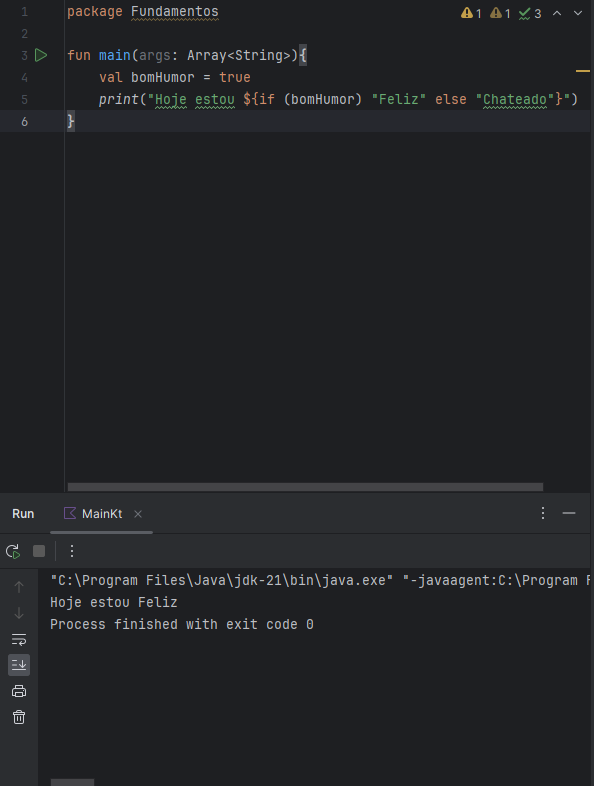 1 package Fundamentos
1 1 3
2
3 fun main(args: Array<String>){
4 val bomHumor = true
5 print("Hoje estou ${if (bomHumor) "Feliz" else "Chateado"}")
6 }
Run MainKt
"C:\Program Files\Java\jdk-21\bin\java.exe" "-javaagent:C:\Program F
Hoje estou Feliz
Process finished with exit code 0